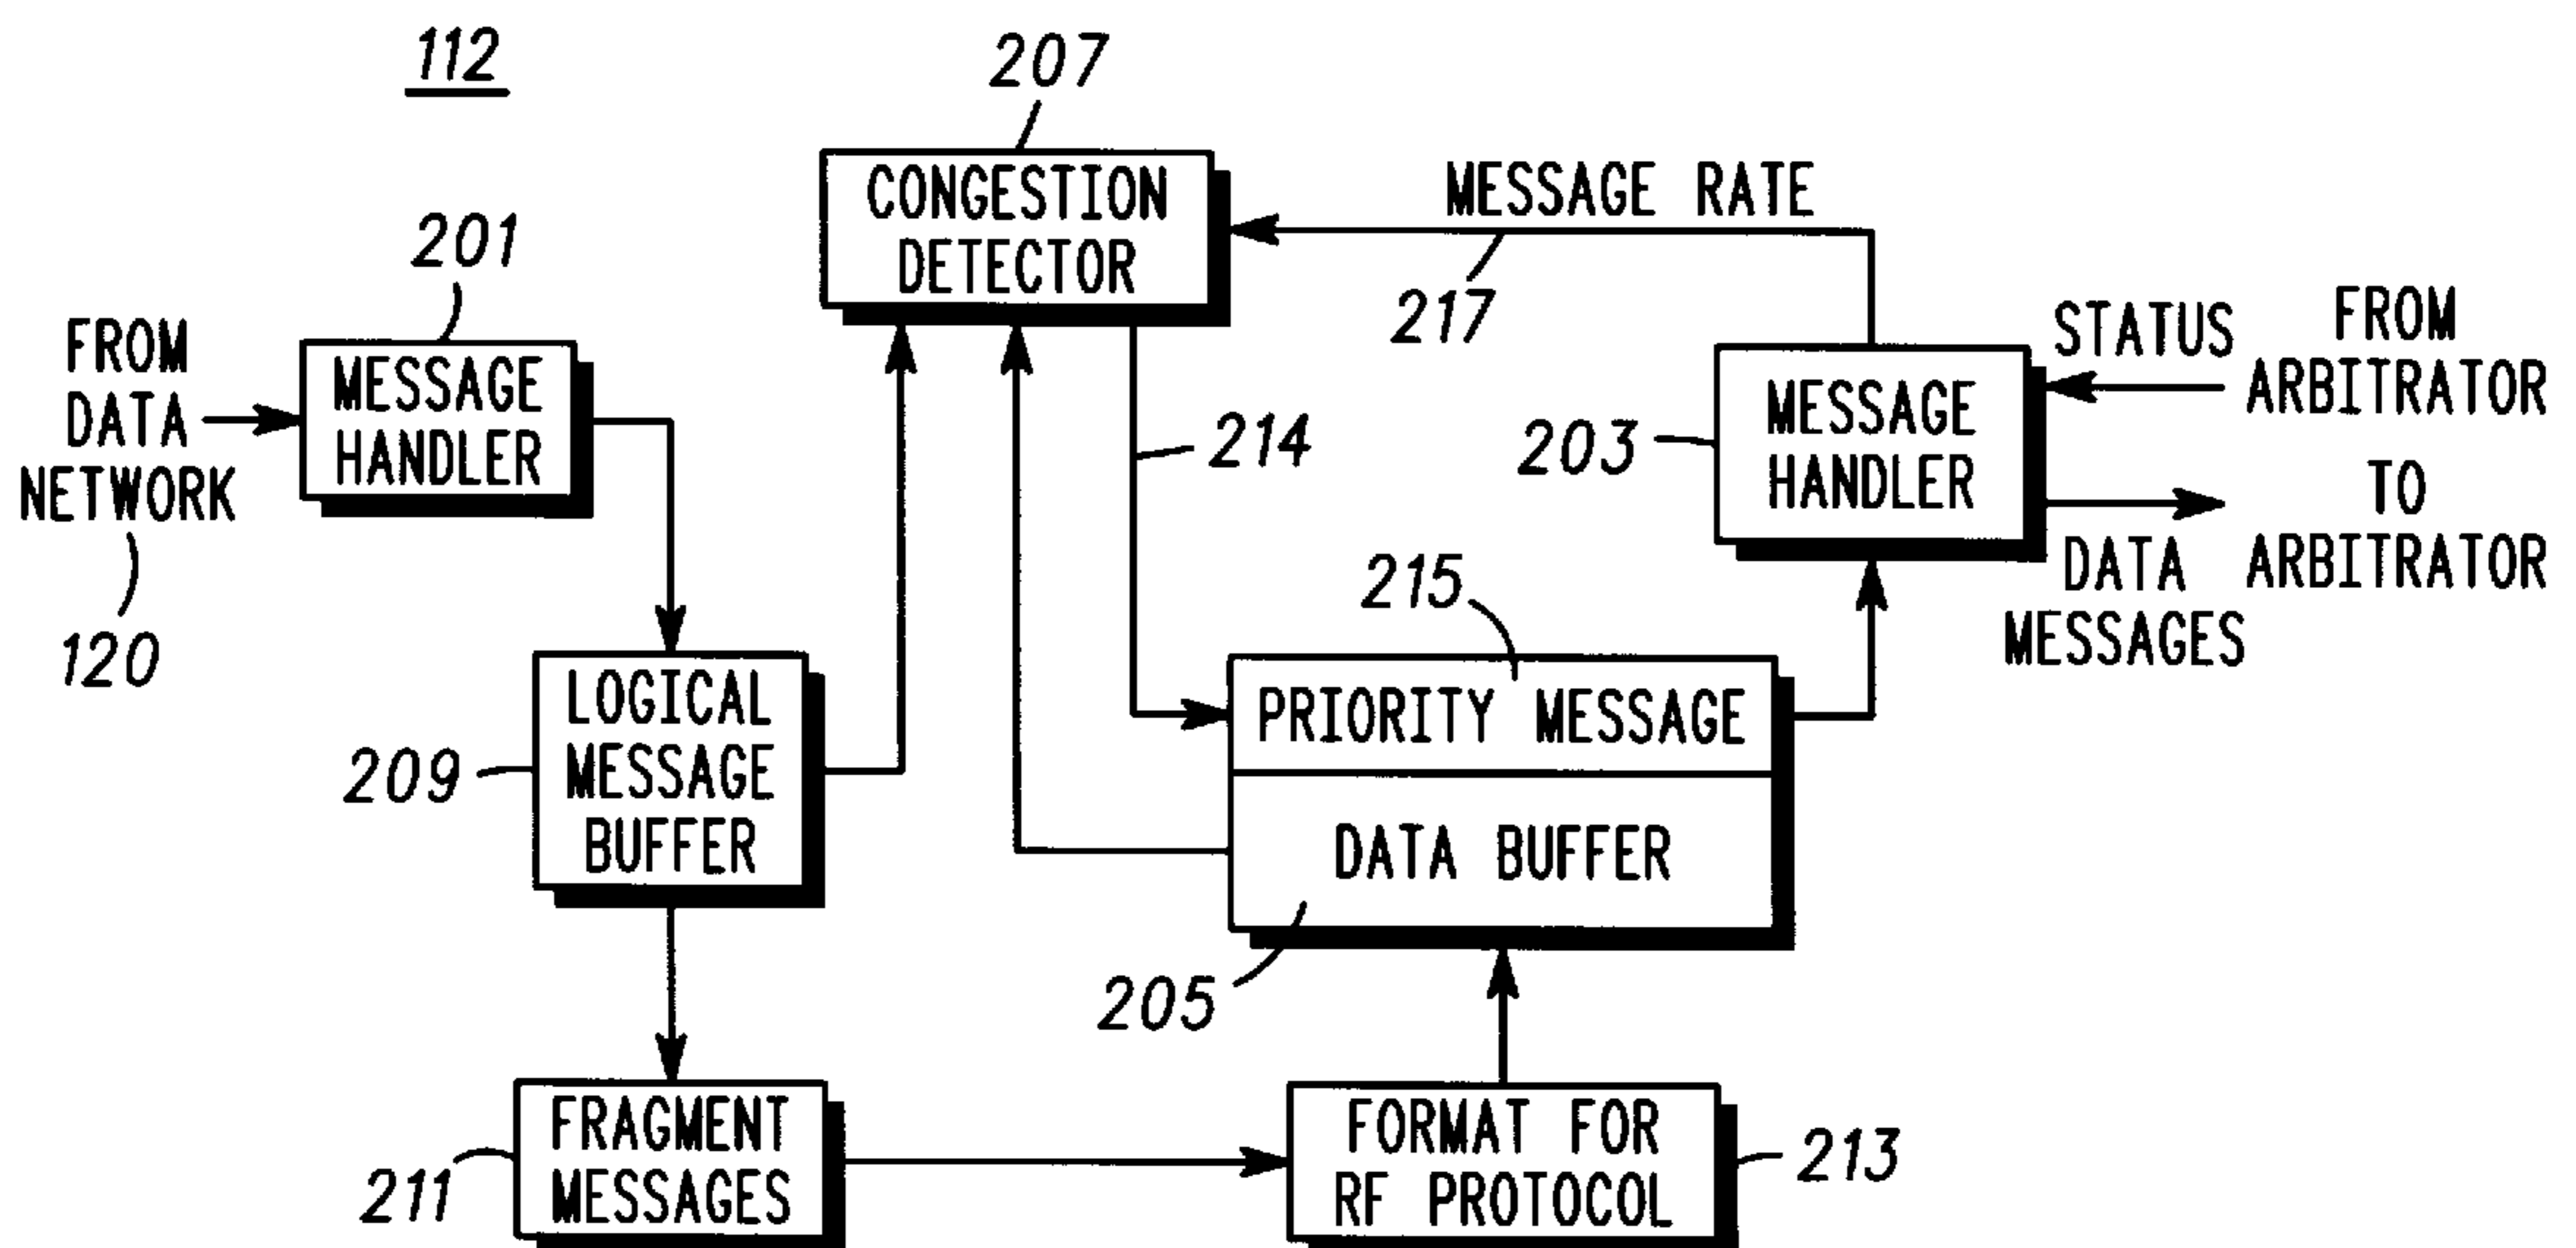 112
207
CONGESTION
DETECTOR
MESSAGE RATE
217
201
FROM
DATA
NETWORK
120
MESSAGE
HANDLER
214
203
MESSAGE
HANDLER
STATUS
FROM
ARBITRATOR
TO
ARBITRATOR
DATA
MESSAGES
209
LOGICAL
MESSAGE
BUFFER
215
PRIORITY MESSAGE
DATA BUFFER
205
211
FRAGMENT
MESSAGES
FORMAT FOR
RF PROTOCOL
213